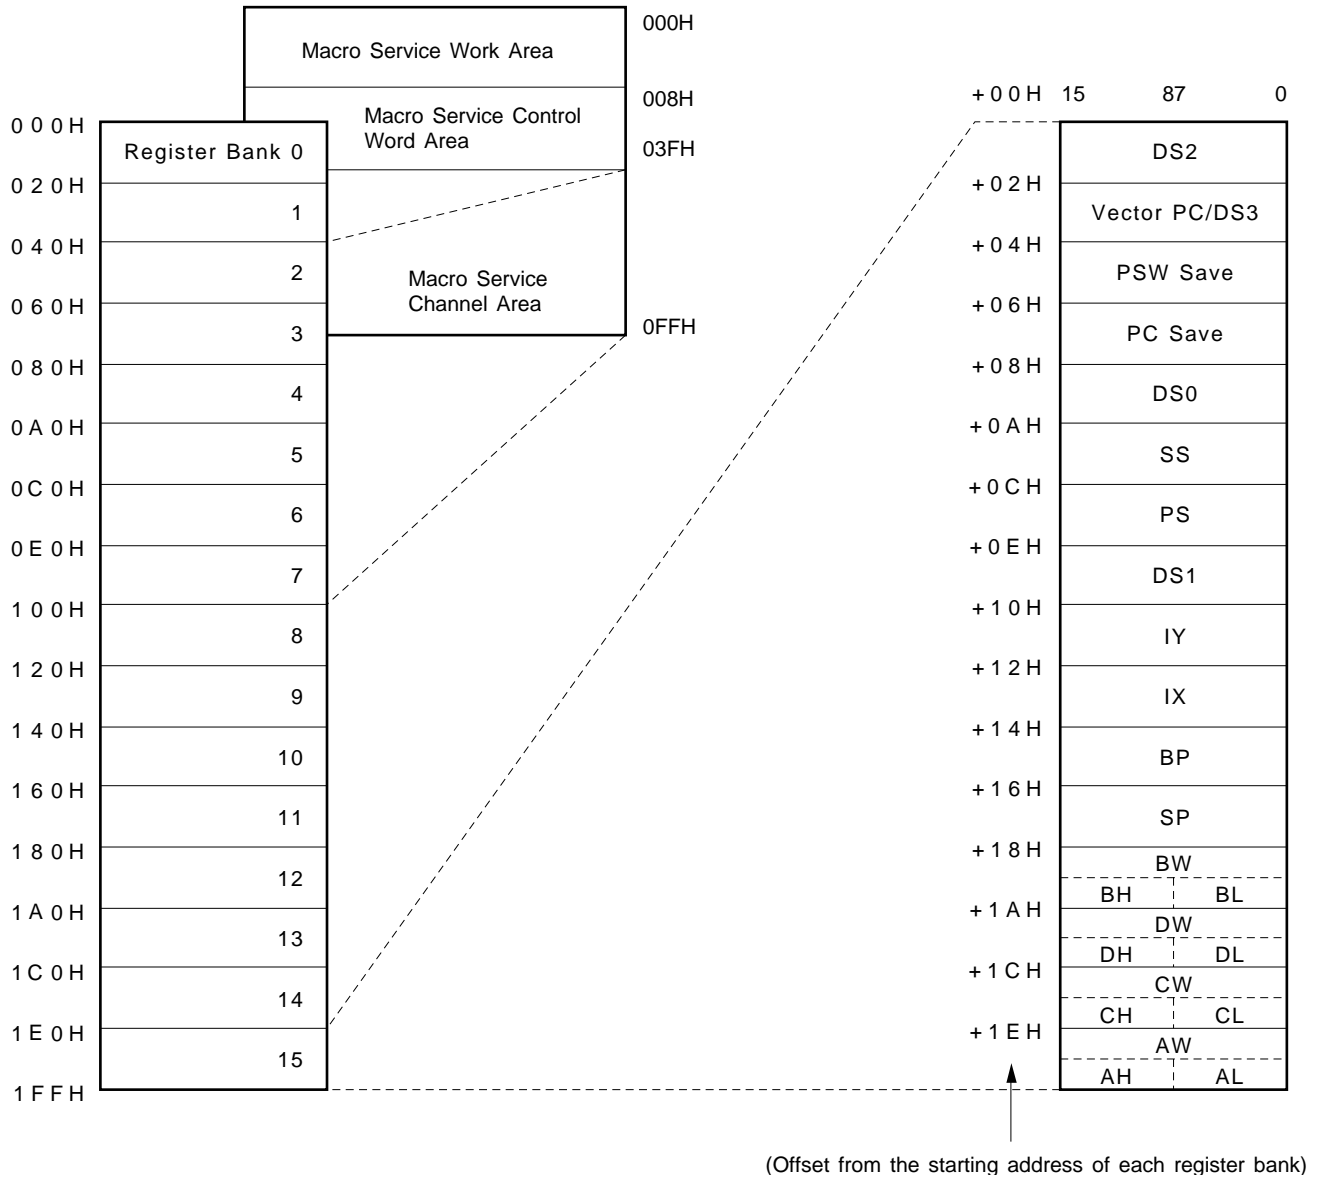 000H
Macro Service Work Area
008H
Macro Service Control
Word Area
03FH
Macro Service
Channel Area
0FFH
000H
Register Bank 0
020H
1
040H
2
060H
3
080H
4
0A0H
5
0C0H
6
0E0H
7
100H
8
120H
9
140H
10
160H
11
180H
12
1A0H
13
1C0H
14
1E0H
15
1FFH
+00H 15 87 0
DS2
+02H
Vector PC/DS3
+04H
PSW Save
+06H
PC Save
+08H
DS0
+0AH
SS
+0CH
PS
+0EH
DS1
+10H
IY
+12H
IX
+14H
BP
+16H
SP
+18H
BW
BH BL
+1AH
DW
DH DL
+1CH
CW
CH CL
+1EH
AW
AH AL
(Offset from the starting address of each register bank)